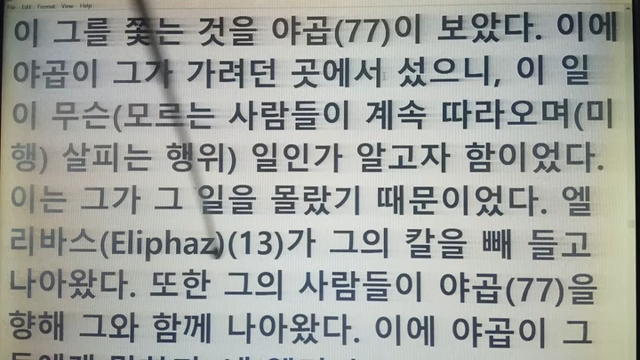 File Edit Format View Help
이 그를 쫓는 것을 야곱(77)이 보았다. 이에
야곱이 그가 가려던 곳에서 섰으니, 이 일
이 무슨(모르는 사람들이 계속 따라오며(미
행) 살피는 행위) 일인가 알고자 함이었다.
이는 그가 그 일을 몰랐기 때문이었다. 엘
리바스(Eliphaz)(13)가 그의 칼을 빼 들고
나아왔다. 또한 그의 사람들이 야곱(77)을
향해 그와 함께 나아왔다. 이에 야곱이 그